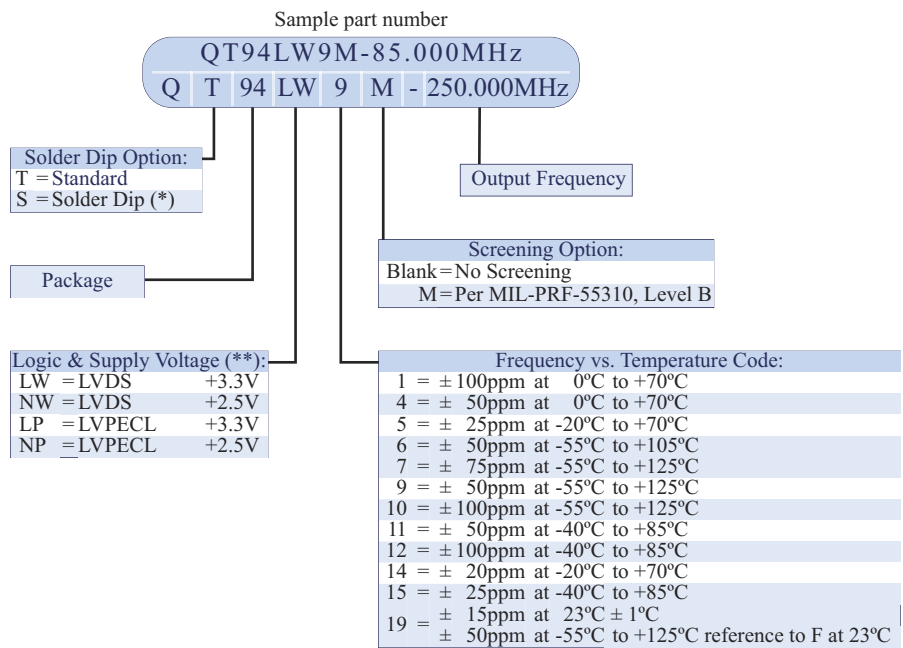 Sample part number
QT94LW9M-85.000MHz
Q T 94 LW 9 M - 250.000MHz
Solder Dip Option:
T = Standard
S = Solder Dip (*)
Output Frequency
Screening Option:
Blank = No Screening
M = Per MIL-PRF-55310, Level B
Package
Logic & Supply Voltage (**):
LW = LVDS +3.3V
NW = LVDS +2.5V
LP = LVPECL +3.3V
NP = LVPECL +2.5V
Frequency vs. Temperature Code:
1 = ± 100ppm at 0ºC to +70ºC
4 = ± 50ppm at 0ºC to +70ºC
5 = ± 25ppm at -20ºC to +70ºC
6 = ± 50ppm at -55ºC to +105ºC
7 = ± 75ppm at -55ºC to +125ºC
9 = ± 50ppm at -55ºC to +125ºC
10 = ± 100ppm at -55ºC to +125ºC
11 = ± 50ppm at -40ºC to +85ºC
12 = ± 100ppm at -40ºC to +85ºC
14 = ± 20ppm at -20ºC to +70ºC
15 = ± 25ppm at -40ºC to +85ºC
19 = ± 15ppm at 23ºC ± 1ºC
± 50ppm at -55ºC to +125ºC reference to F at 23ºC